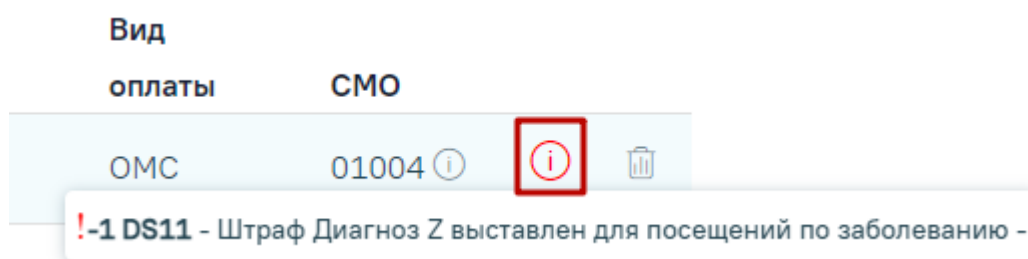 Вид
оплаты СМО
ОМС 01004
!-1 DS11 - Штраф Диагноз Z выставлен для посещений по заболеванию -